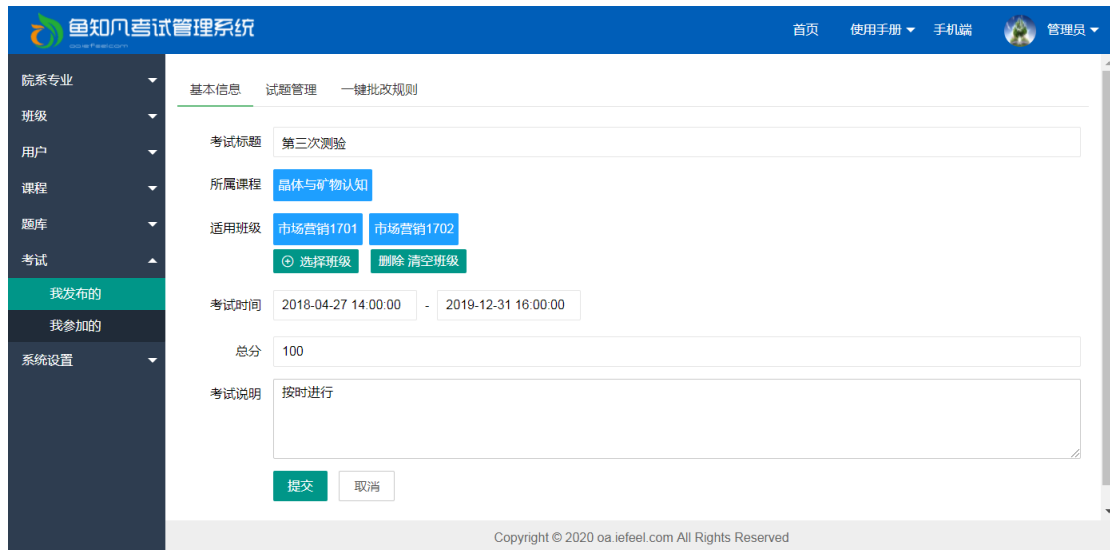 鱼知凡考试管理系统
oa.iefeel.com
首页 使用手册 手机端 管理员
院系专业
班级
用户
课程
题库
考试
我发布的
我参加的
系统设置
基本信息 试题管理 一键批改规则
考试标题 第三次测验
所属课程 晶体与矿物认知
适用班级 市场营销1701 市场营销1702
选择班级 删除 清空班级
考试时间 2018-04-27 14:00:00 - 2019-12-31 16:00:00
总分 100
考试说明 按时进行
提交 取消
Copyright © 2020 oa.iefeel.com All Rights Reserved